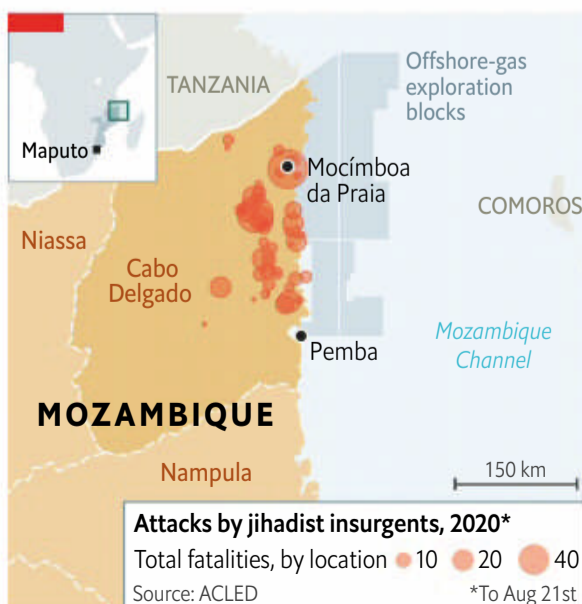 TANZANIA
Offshore-gas
exploration
blocks
Maputo
Mocímboa
da Praia
COMOROS
Niassa
Cabo
Delgado
Mozambique
Channel
Pemba
MOZAMBIQUE
Nampula
150 km
Attacks by jihadist insurgents, 2020*
Total fatalities, by location 10 20 40
Source: ACLED *To Aug 21st